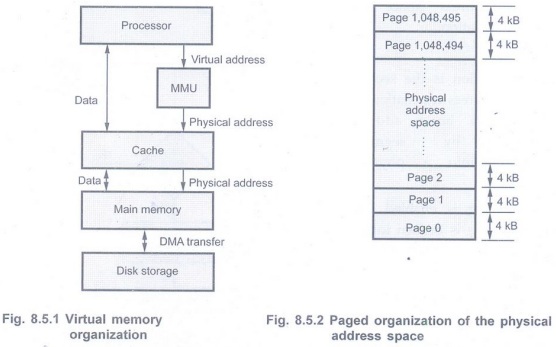 Processor
Virtual address
MMU
Data
Physical address
Cache
Data
Physical address
Main memory
DMA transfer
Disk storage
Fig. 8.5.1 Virtual memory
organization
Page 1,048,495
4 kB
Page 1,048,494
4 kB
Physical
address
space
Page 2
4 kB
Page 1
4 kB
Page 0
4 kB
Fig. 8.5.2 Paged organization of the physical
address space